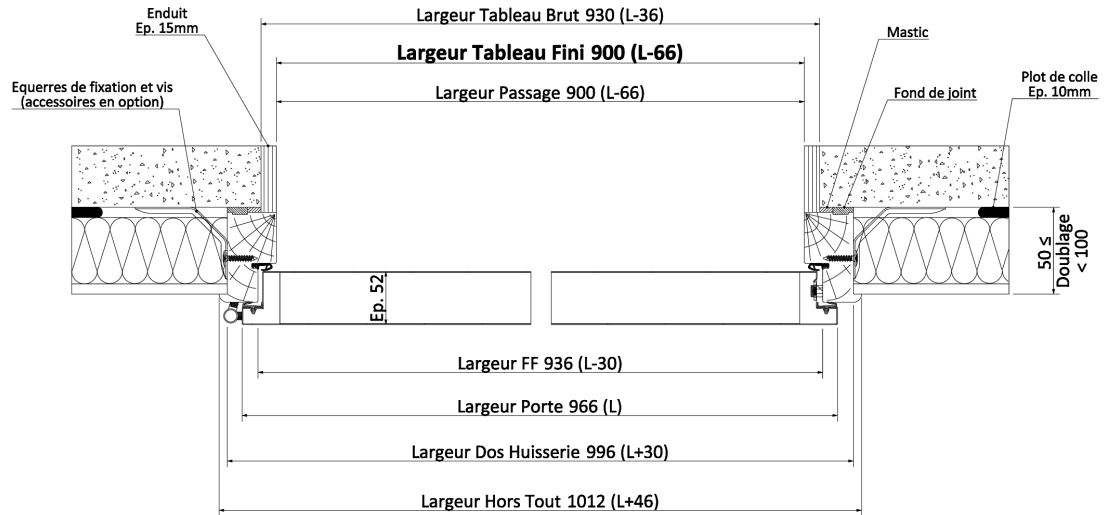 Enduit
Ep. 15mm
Largeur Tableau Brut 930 (L-36)
Mastic
Largeur Tableau Fini 900 (L-66)
Equerres de fixation et vis
(accessoires en option)
Largeur Passage 900 (L-66)
Fond de joint
Plot de colle
Ep. 10mm
50 ≤
Doublage
< 100
Ep. 52
Largeur FF 936 (L-30)
Largeur Porte 966 (L)
Largeur Dos Huisserie 996 (L+30)
Largeur Hors Tout 1012 (L+46)